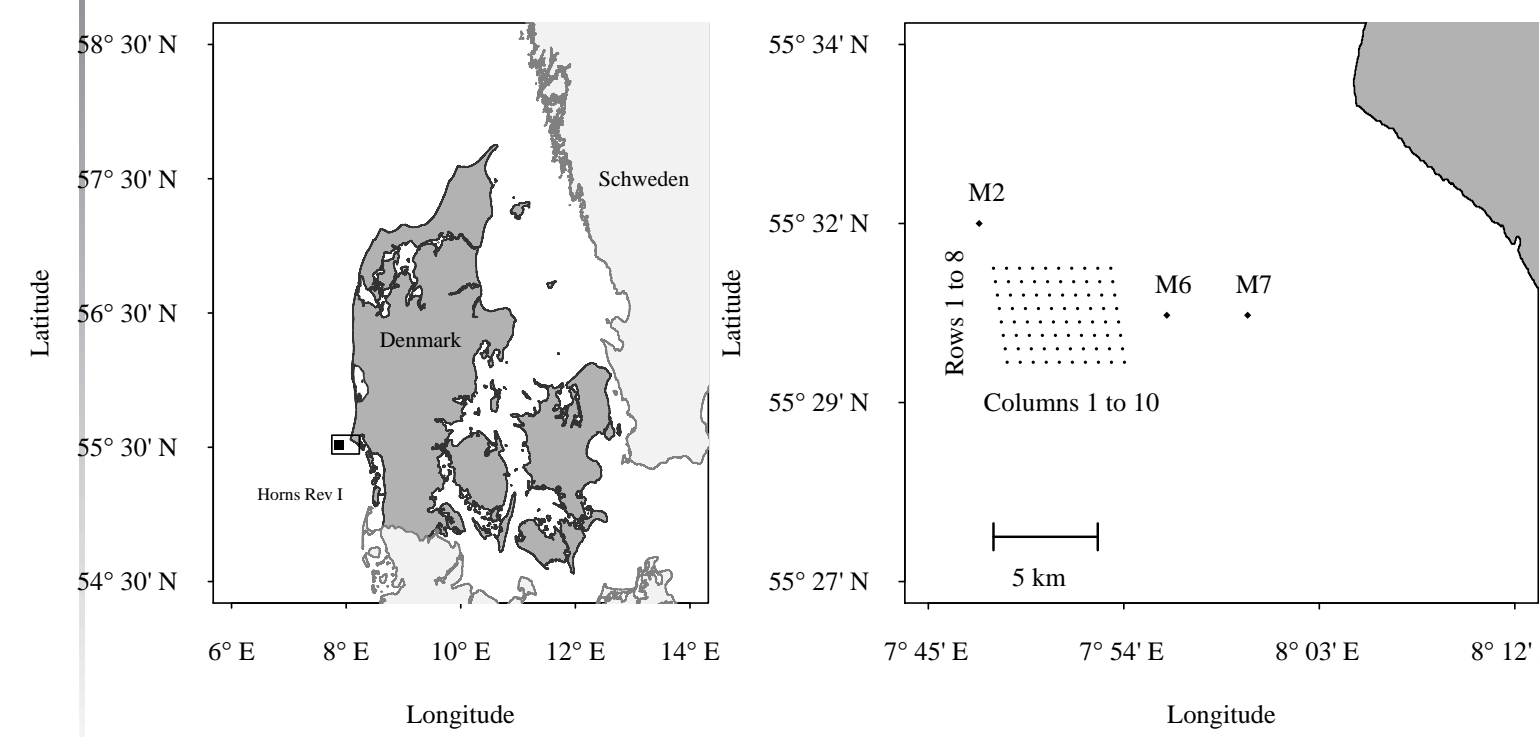 58° 30' N
57° 30' N
56° 30' N
55° 30' N
54° 30' N
Latitude
Schweden
Denmark
Horns Rev I
6° E
8° E
10° E
12° E
14° E
Longitude
55° 34' N
55° 32' N
55° 29' N
55° 27' N
Latitude
M2
M6
M7
Rows 1 to 8
Columns 1 to 10
5 km
7° 45' E
7° 54' E
8° 03' E
8° 12'
Longitude